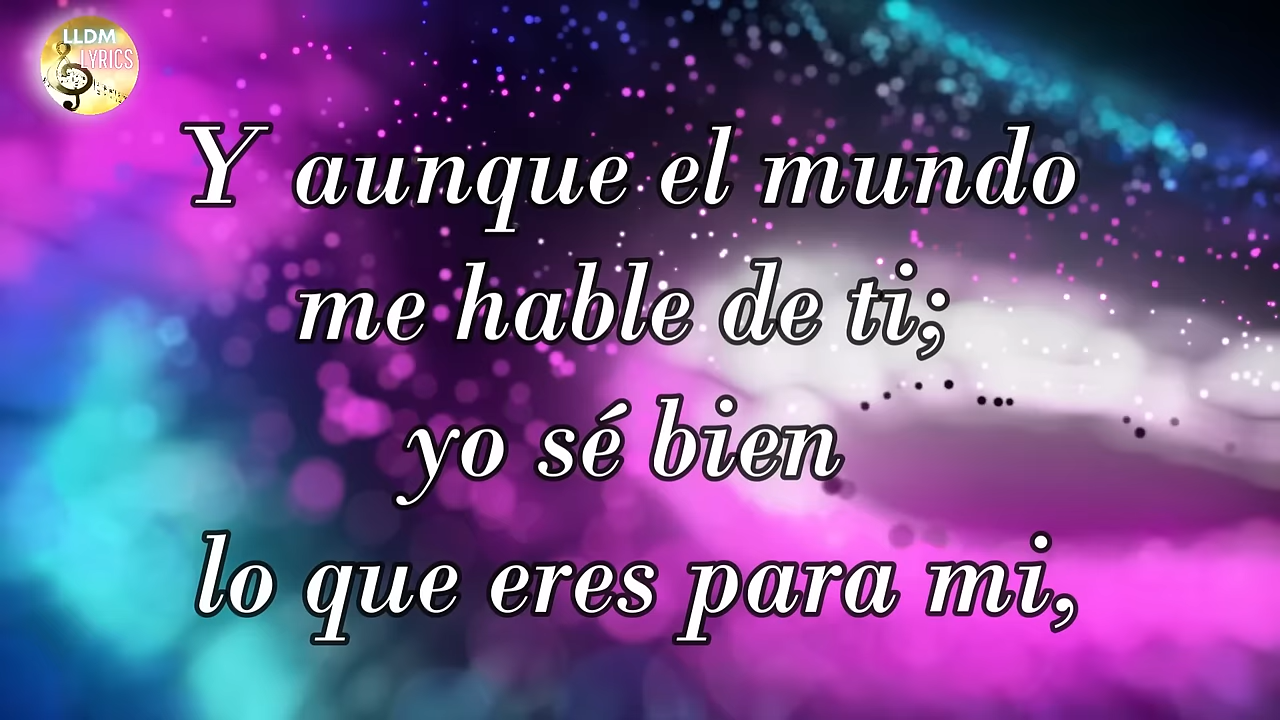 LLDM
LYRICS
Y aunque el mundo
me hable de ti;
yo sé bien
lo que eres para mi,